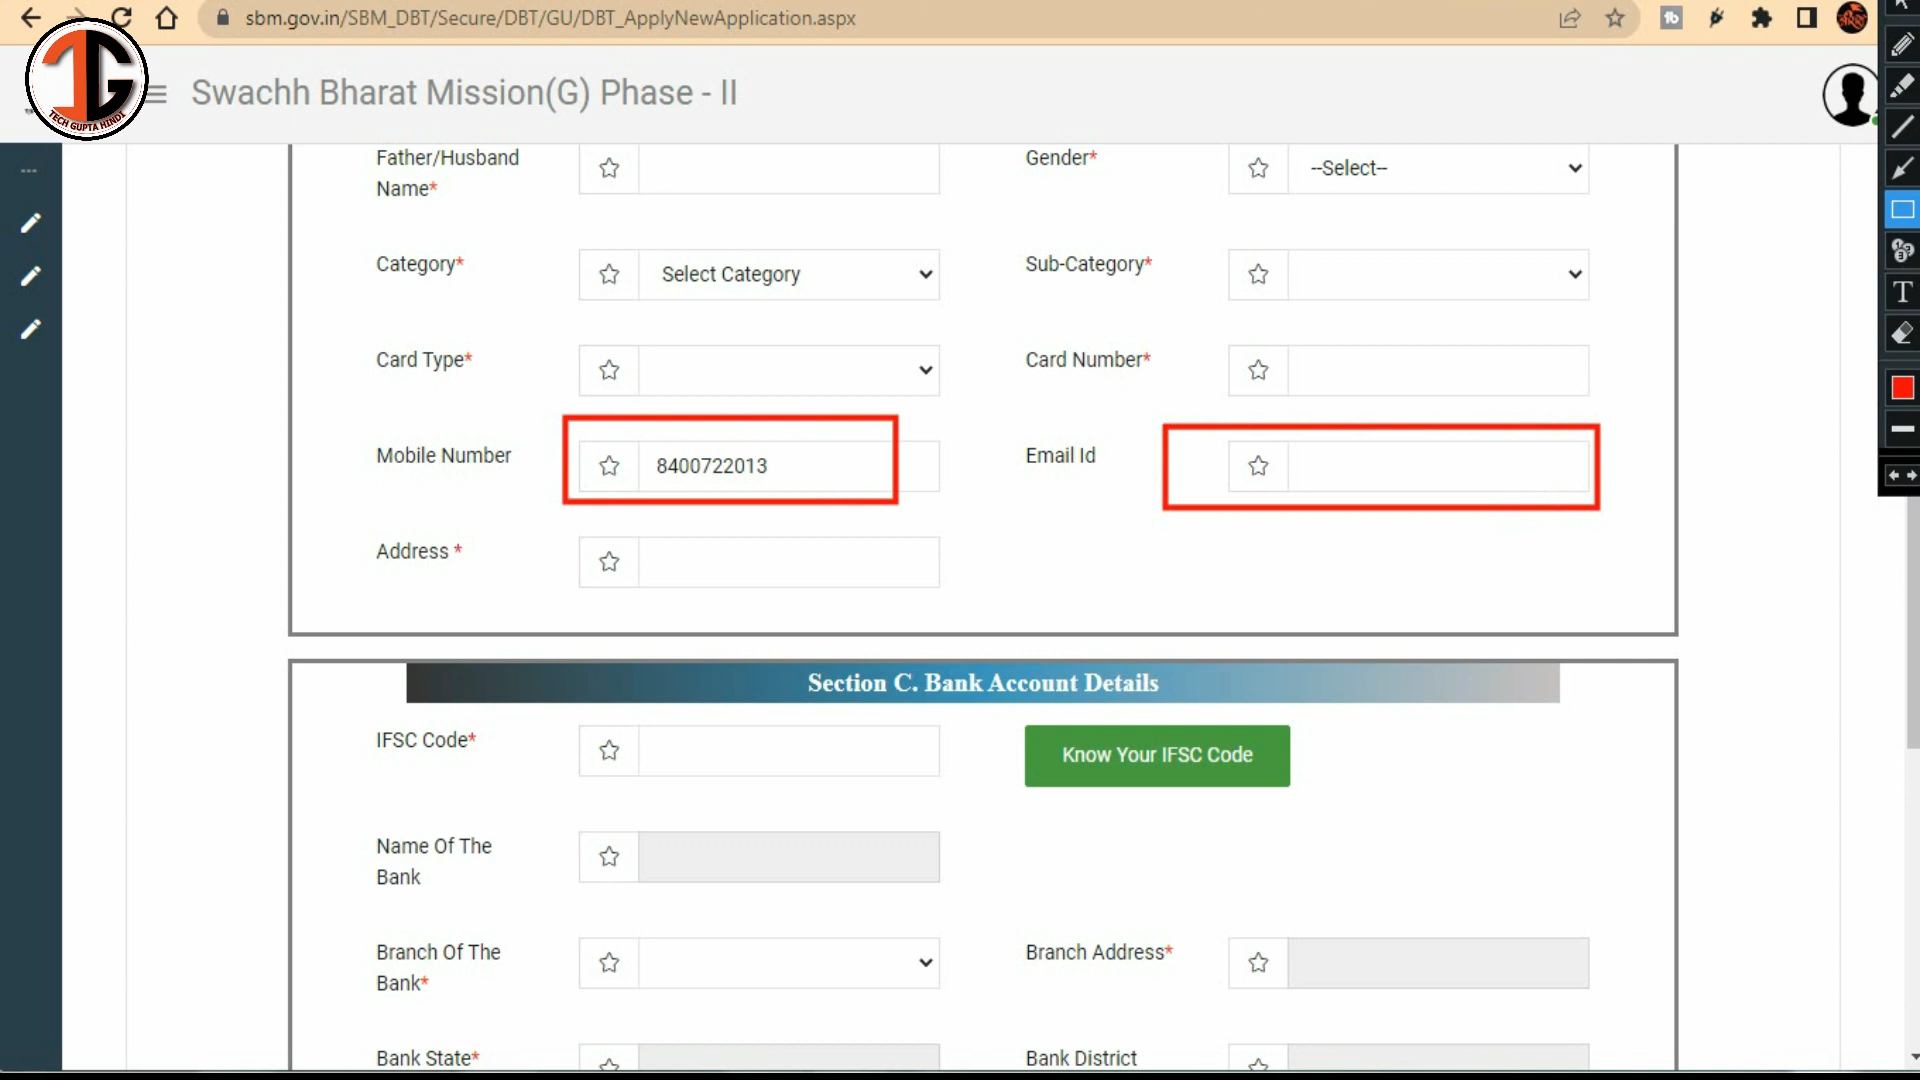 sbm.gov.in/SBM_DBT/Secure/DBT/GU/DBT_ApplyNewApplication.aspx
TECH GUPTA HINDI
Swachh Bharat Mission(G) Phase - II
Father/Husband Name*
Gender* --Select--
Category* Select Category
Sub-Category*
Card Type*
Card Number*
Mobile Number 8400722013
Email Id
Address *
Section C. Bank Account Details
IFSC Code*
Know Your IFSC Code
Name Of The Bank
Branch Of The Bank*
Branch Address*
Bank State*
Bank District